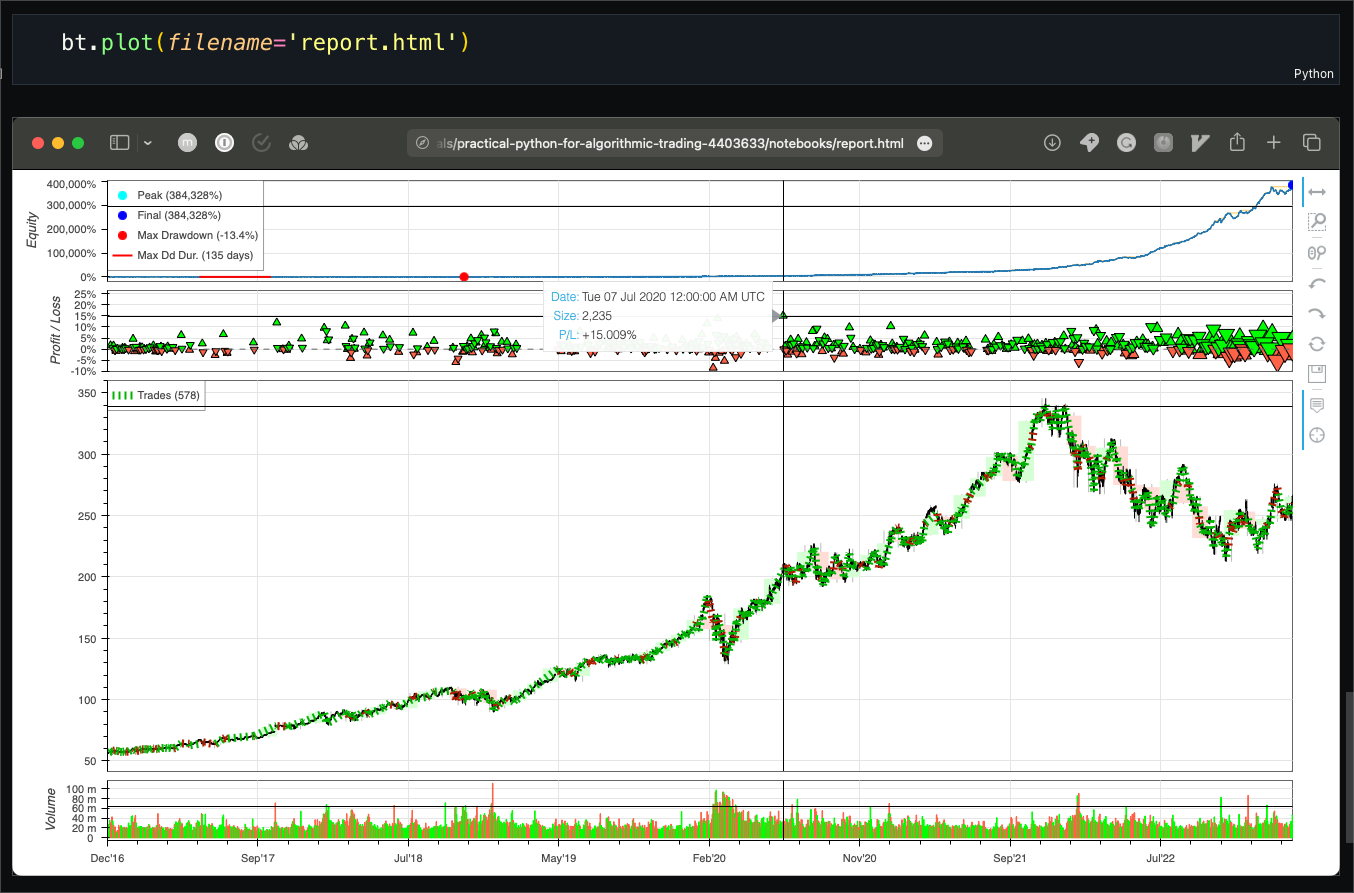 bt.plot(filename='report.html')
Python
m
als/practical-python-for-algorithmic-trading-4403633/notebooks/report.html
Equity
400,000%
300,000%
200,000%
100,000%
0%
Peak (384,328%)
Final (384,328%)
Max Drawdown (-13.4%)
Max Dd Dur. (135 days)
Profit / Loss
25%
20%
15%
10%
5%
0%
-5%
-10%
Date: Tue 07 Jul 2020 12:00:00 AM UTC
Size: 2,235
P/L: +15.009%
Trades (578)
350
300
250
200
150
100
50
Volume
100 m
80 m
60 m
40 m
20 m
0
Dec'16 Sep'17 Jul'18 May'19 Feb'20 Nov'20 Sep'21 Jul'22